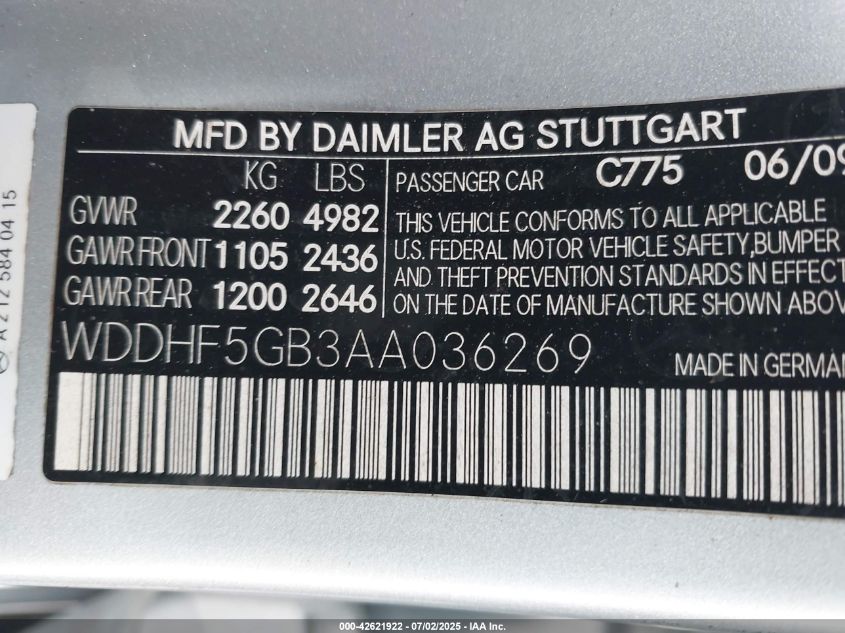 MFD BY DAIMLER AG STUTTGART
KG LBS
GVWR 2260 4982
GAWR FRONT 1105 2436
GAWR REAR 1200 2646
PASSENGER CAR C775 06/09
THIS VEHICLE CONFORMS TO ALL APPLICABLE
U.S. FEDERAL MOTOR VEHICLE SAFETY, BUMPER
AND THEFT PREVENTION STANDARDS IN EFFECT
ON THE DATE OF MANUFACTURE SHOWN ABOV
WDDHF5GB3AA036269
MADE IN GERMAN
A 212 584 04 15
000-42621922 - 07/02/2025 - IAA Inc.